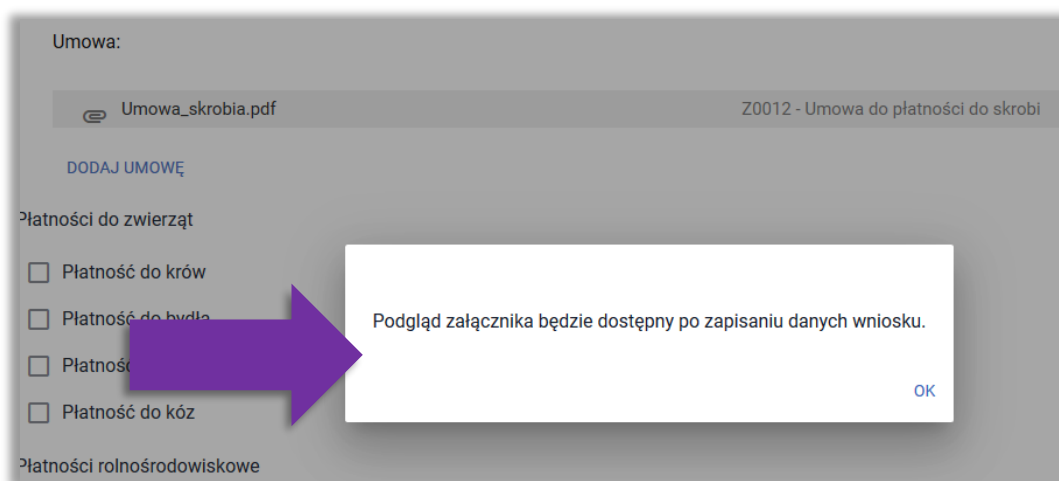 Umowa:
Umowa_skrobia.pdf Z0012 - Umowa do płatności do skrobi
DODAJ UMOWĘ
Płatności do zwierząt
Płatność do krów
Płatność do bydła
Podgląd załącznika będzie dostępny po zapisaniu danych wniosku.
OK
Płatność do kóz
Płatności rolnośrodowiskowe